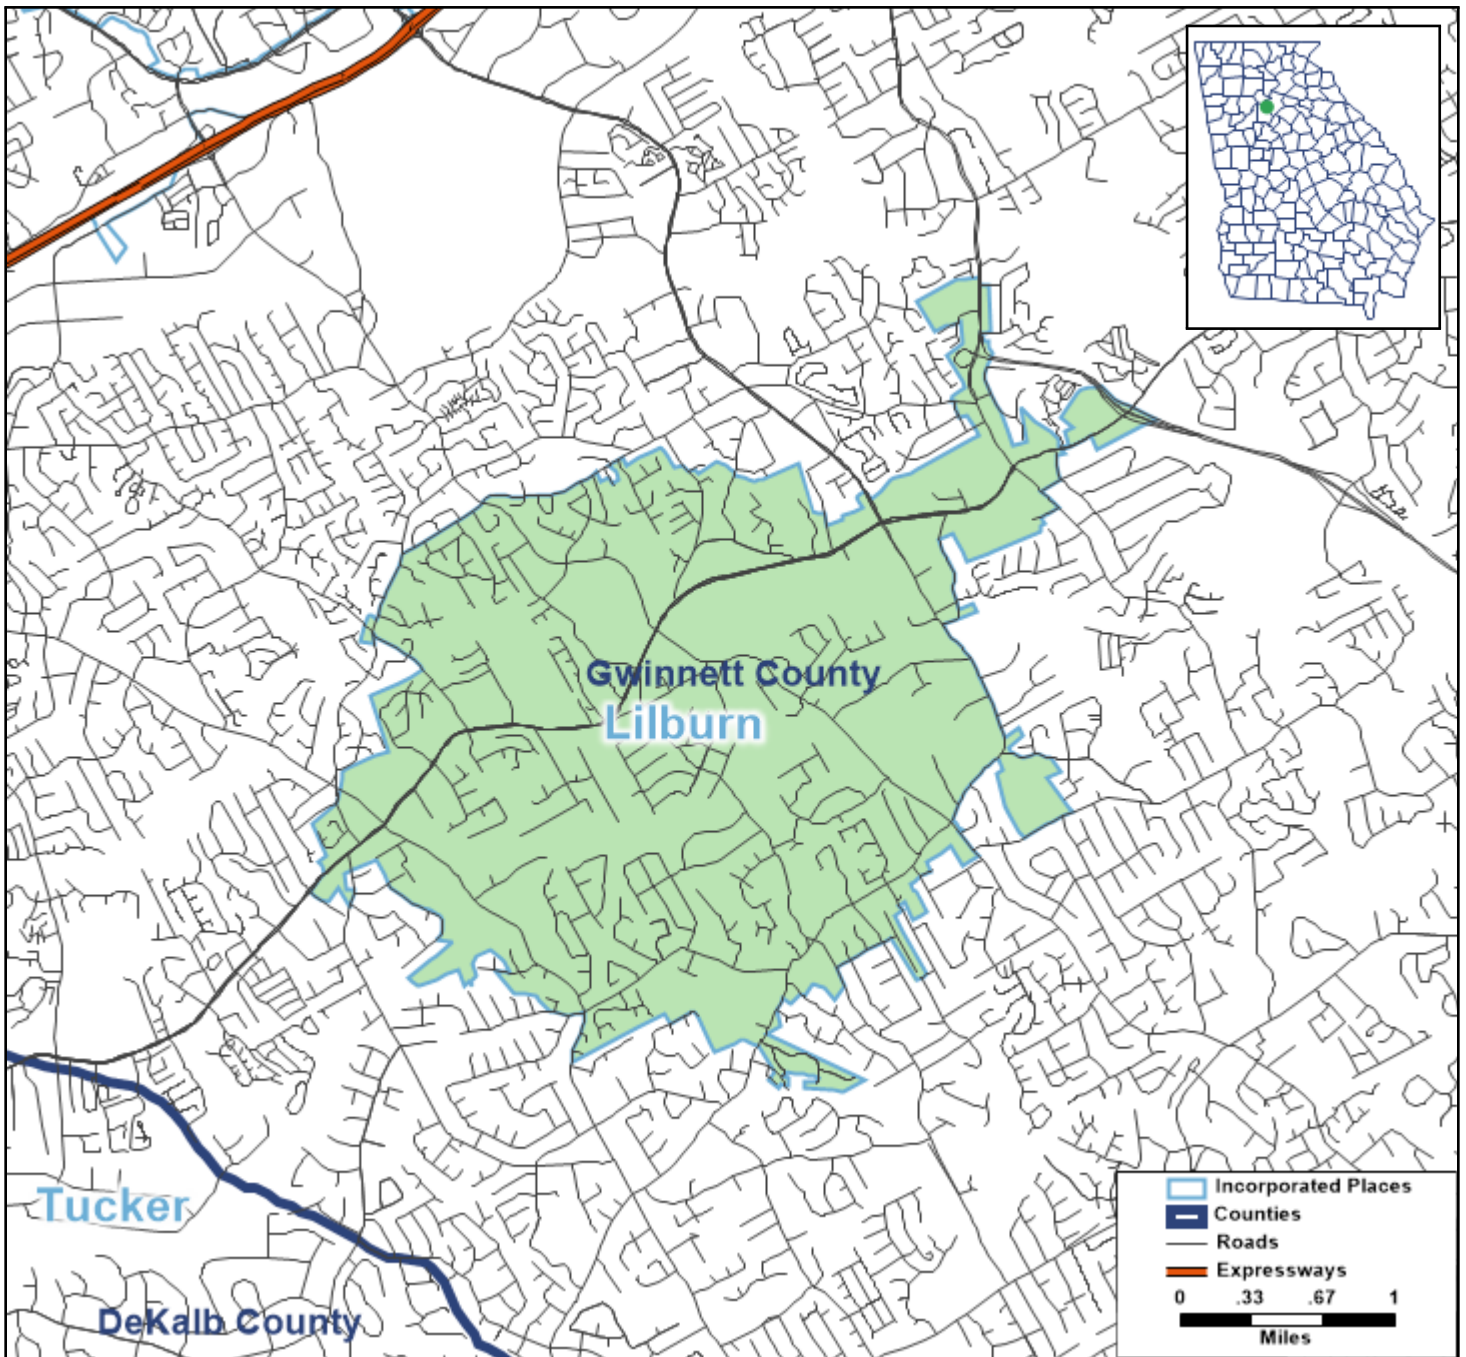 Gwinnett County
Lilburn
Tucker
DeKalb County
Incorporated Places
Counties
Roads
Expressways
0 .33 .67 1
Miles